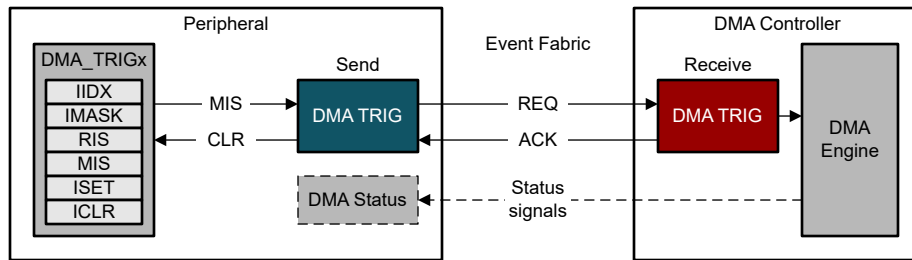 Peripheral
DMA_TRIGx
IIDX
IMASK
RIS
MIS
ISET
ICLR
MIS
CLR
Send
DMA TRIG
DMA Status
Event Fabric
REQ
ACK
Status
signals
DMA Controller
Receive
DMA TRIG
DMA
Engine